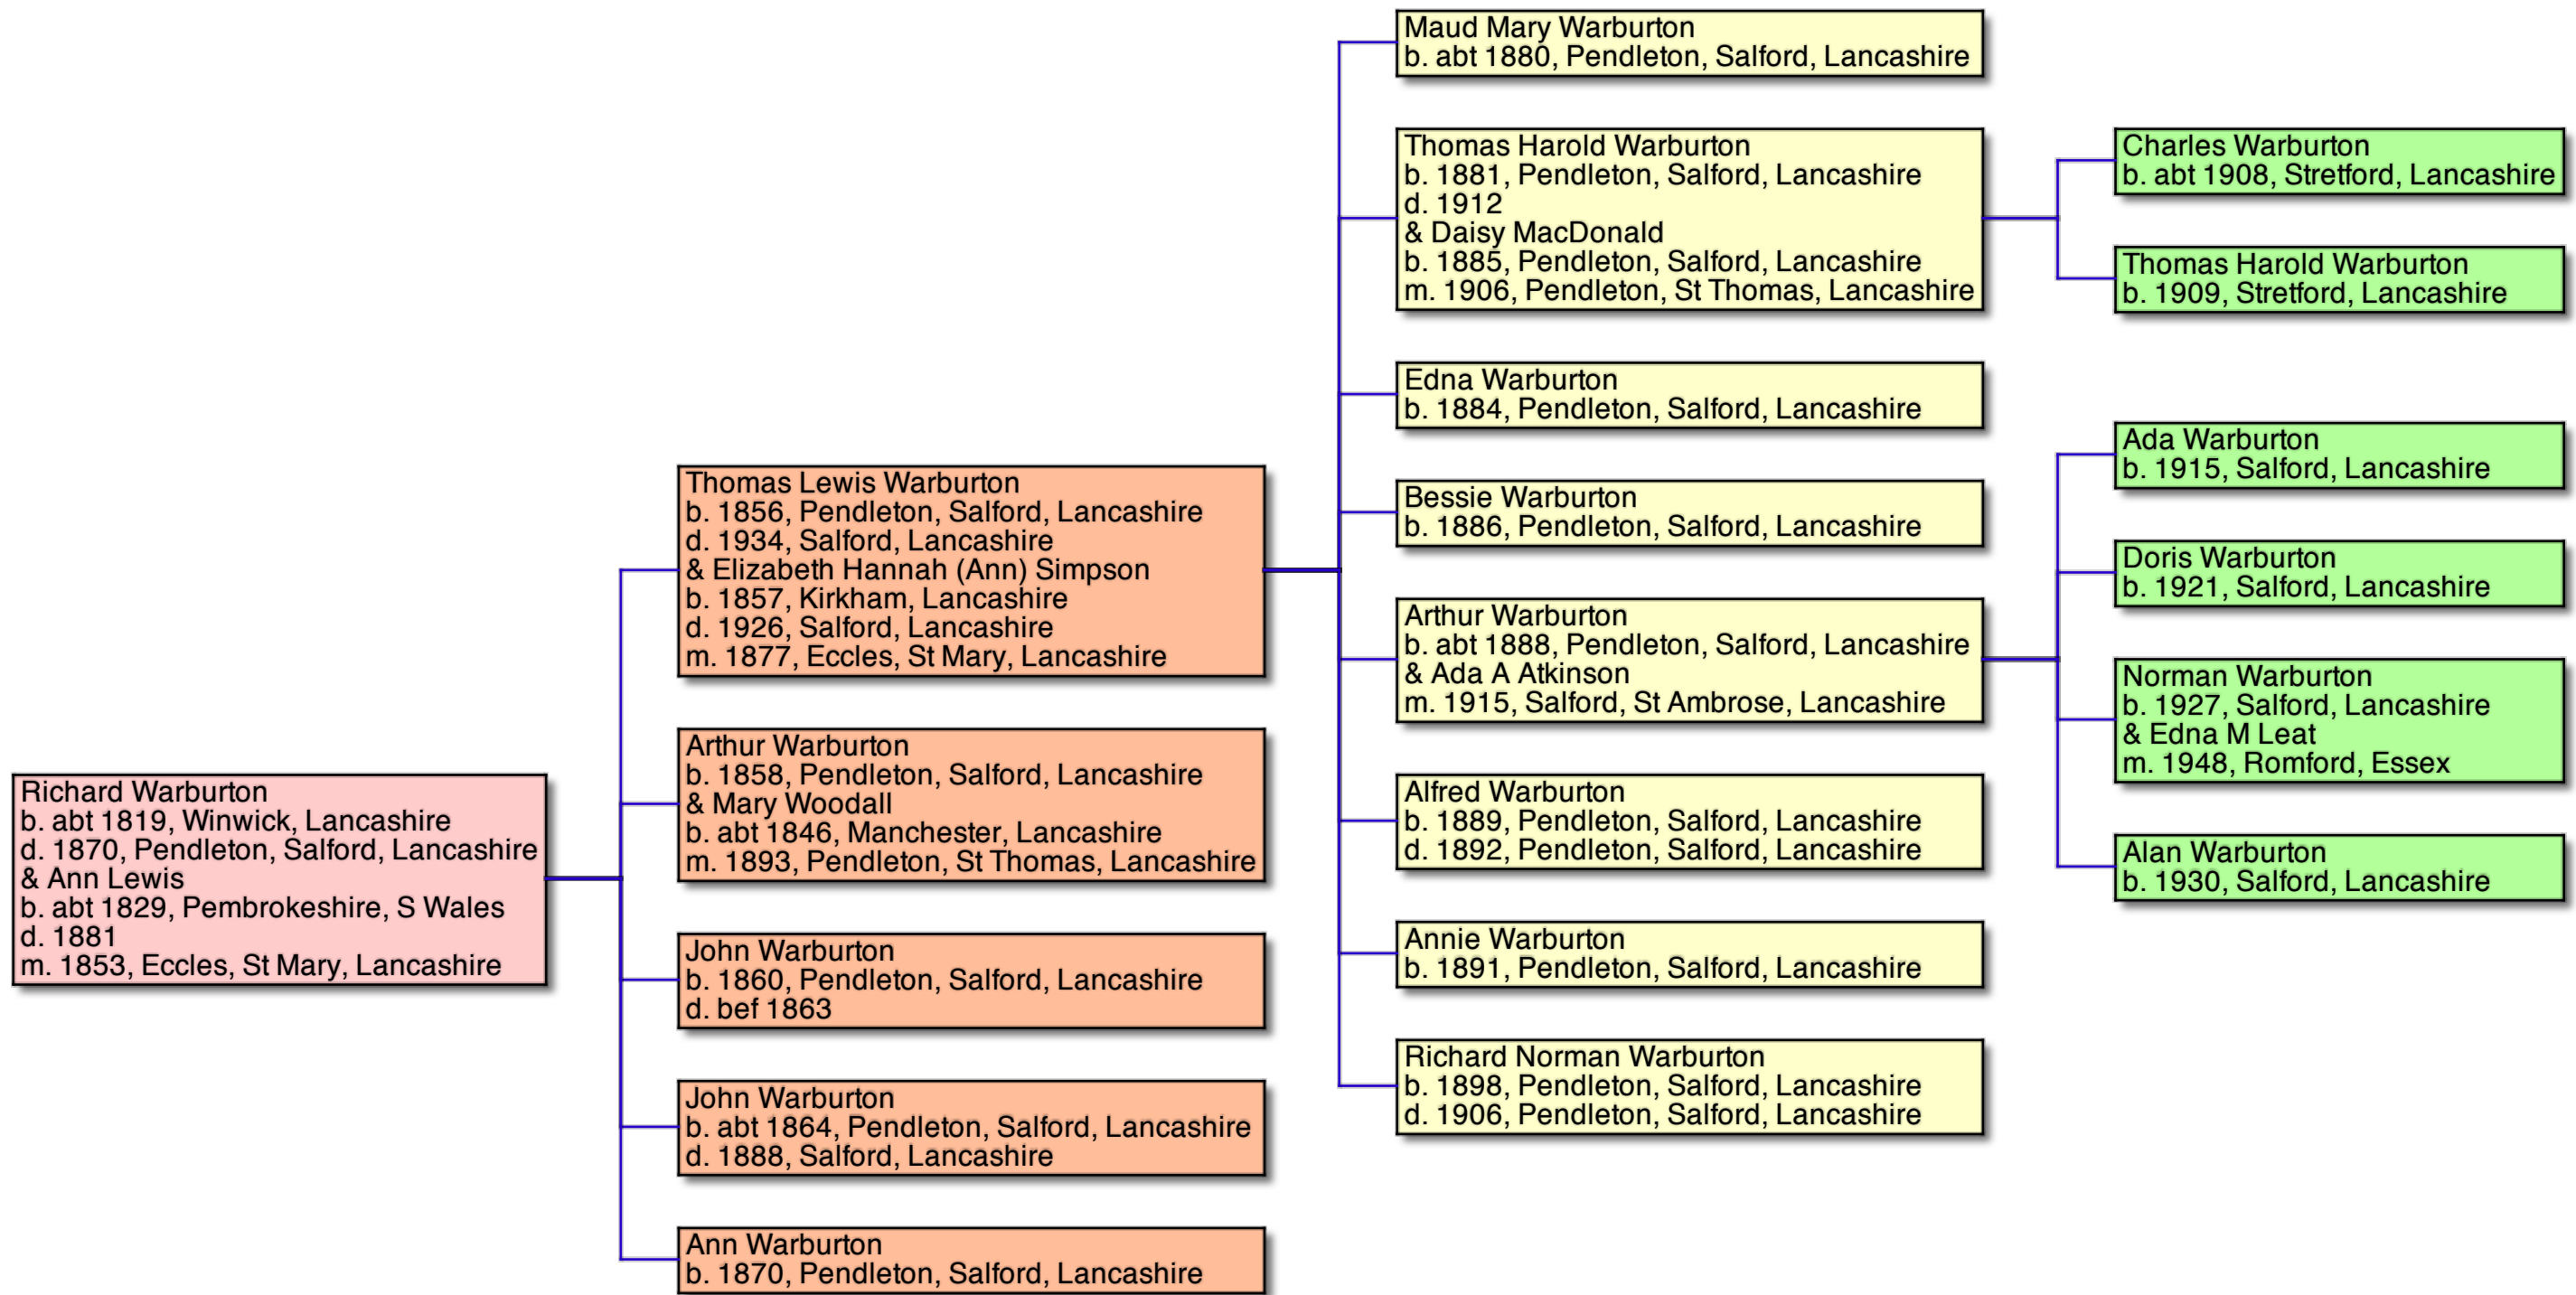 Richard Warburton
b. abt 1819, Winwick, Lancashire
d. 1870, Pendleton, Salford, Lancashire
& Ann Lewis
b. abt 1829, Pembrokeshire, S Wales
d. 1881
m. 1853, Eccles, St Mary, Lancashire
Thomas Lewis Warburton
b. 1856, Pendleton, Salford, Lancashire
d. 1934, Salford, Lancashire
& Elizabeth Hannah (Ann) Simpson
b. 1857, Kirkham, Lancashire
d. 1926, Salford, Lancashire
m. 1877, Eccles, St Mary, Lancashire
Arthur Warburton
b. 1858, Pendleton, Salford, Lancashire
& Mary Woodall
b. abt 1846, Manchester, Lancashire
m. 1893, Pendleton, St Thomas, Lancashire
John Warburton
b. 1860, Pendleton, Salford, Lancashire
d. bef 1863
John Warburton
b. abt 1864, Pendleton, Salford, Lancashire
d. 1888, Salford, Lancashire
Ann Warburton
b. 1870, Pendleton, Salford, Lancashire
Maud Mary Warburton
b. abt 1880, Pendleton, Salford, Lancashire
Thomas Harold Warburton
b. 1881, Pendleton, Salford, Lancashire
d. 1912
& Daisy MacDonald
b. 1885, Pendleton, Salford, Lancashire
m. 1906, Pendleton, St Thomas, Lancashire
Edna Warburton
b. 1884, Pendleton, Salford, Lancashire
Bessie Warburton
b. 1886, Pendleton, Salford, Lancashire
Arthur Warburton
b. abt 1888, Pendleton, Salford, Lancashire
& Ada A Atkinson
m. 1915, Salford, St Ambrose, Lancashire
Alfred Warburton
b. 1889, Pendleton, Salford, Lancashire
d. 1892, Pendleton, Salford, Lancashire
Annie Warburton
b. 1891, Pendleton, Salford, Lancashire
Richard Norman Warburton
b. 1898, Pendleton, Salford, Lancashire
d. 1906, Pendleton, Salford, Lancashire
Charles Warburton
b. abt 1908, Stretford, Lancashire
Thomas Harold Warburton
b. 1909, Stretford, Lancashire
Ada Warburton
b. 1915, Salford, Lancashire
Doris Warburton
b. 1921, Salford, Lancashire
Norman Warburton
b. 1927, Salford, Lancashire
& Edna M Leat
m. 1948, Romford, Essex
Alan Warburton
b. 1930, Salford, Lancashire